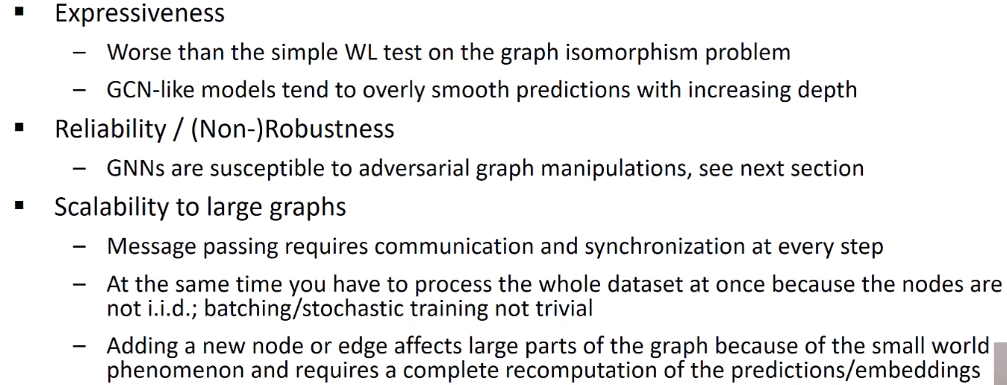 ▪ Expressiveness
– Worse than the simple WL test on the graph isomorphism problem
– GCN-like models tend to overly smooth predictions with increasing depth
▪ Reliability / (Non-)Robustness
– GNNs are susceptible to adversarial graph manipulations, see next section
▪ Scalability to large graphs
– Message passing requires communication and synchronization at every step
– At the same time you have to process the whole dataset at once because the nodes are
not i.i.d.; batching/stochastic training not trivial
– Adding a new node or edge affects large parts of the graph because of the small world
phenomenon and requires a complete recomputation of the predictions/embeddings